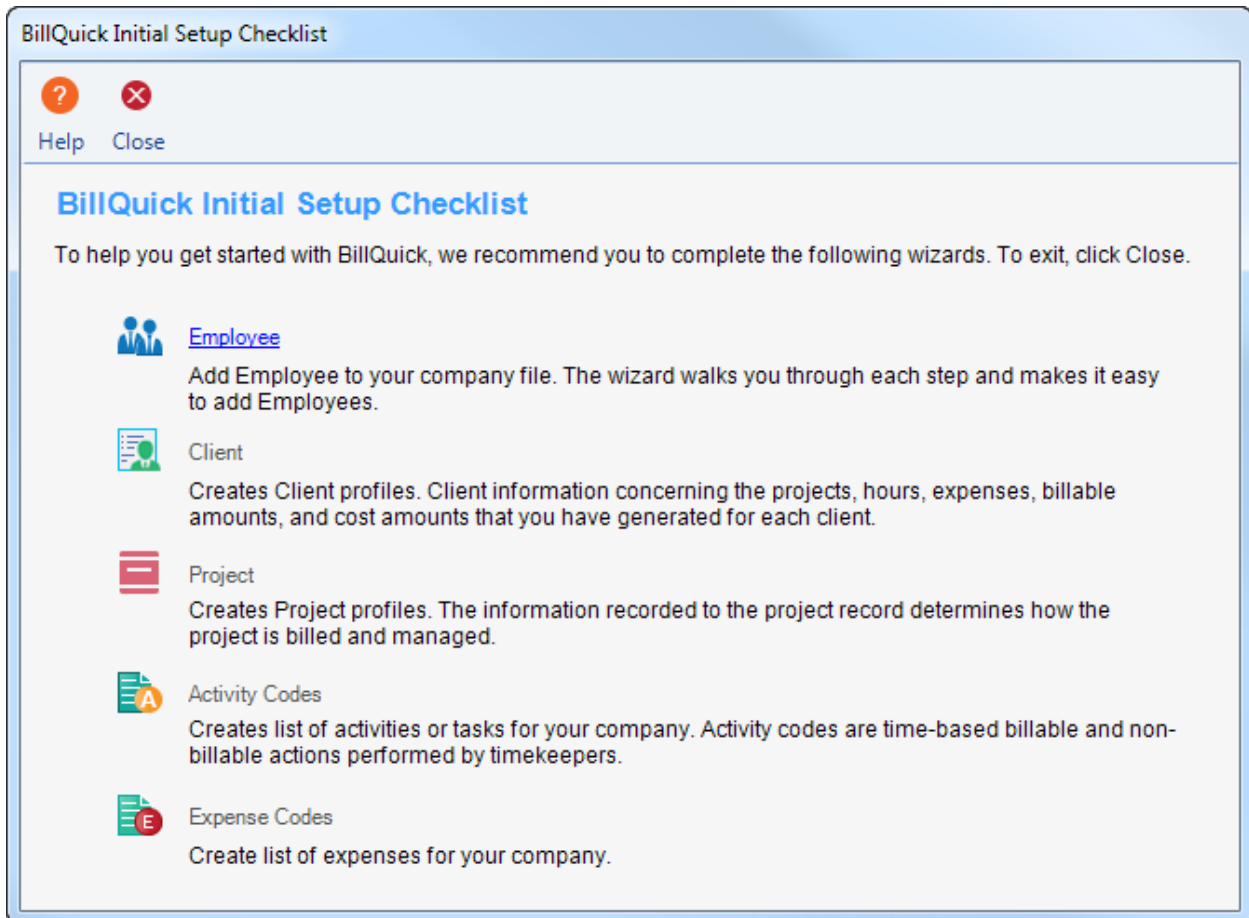 BillQuick Initial Setup Checklist
?
Help Close
BillQuick Initial Setup Checklist
To help you get started with BillQuick, we recommend you to complete the following wizards. To exit, click Close.
Employee
Add Employee to your company file. The wizard walks you through each step and makes it easy
to add Employees.
Client
Creates Client profiles. Client information concerning the projects, hours, expenses, billable
amounts, and cost amounts that you have generated for each client.
Project
Creates Project profiles. The information recorded to the project record determines how the
project is billed and managed.
A
Activity Codes
Creates list of activities or tasks for your company. Activity codes are time-based billable and non-
billable actions performed by timekeepers.
E
Expense Codes
Create list of expenses for your company.